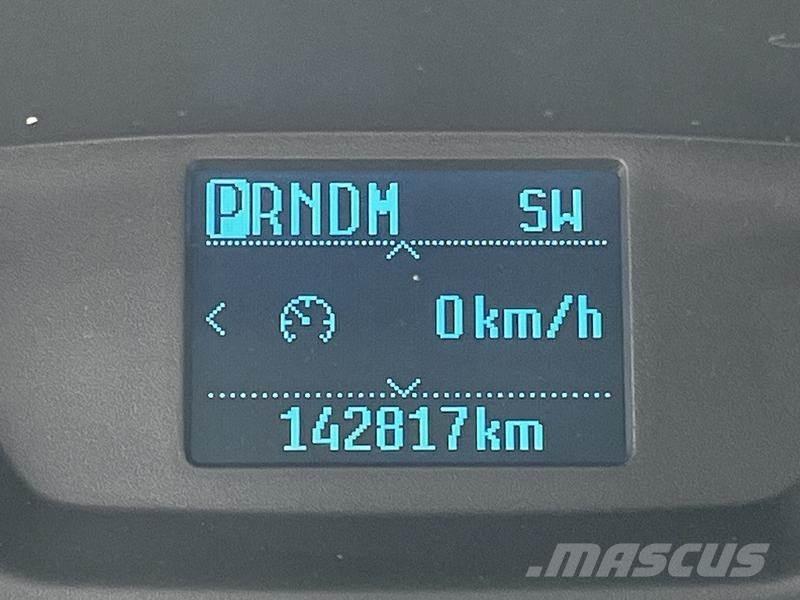 PRNDM SW
< 0km/h
142817km
MASCUS